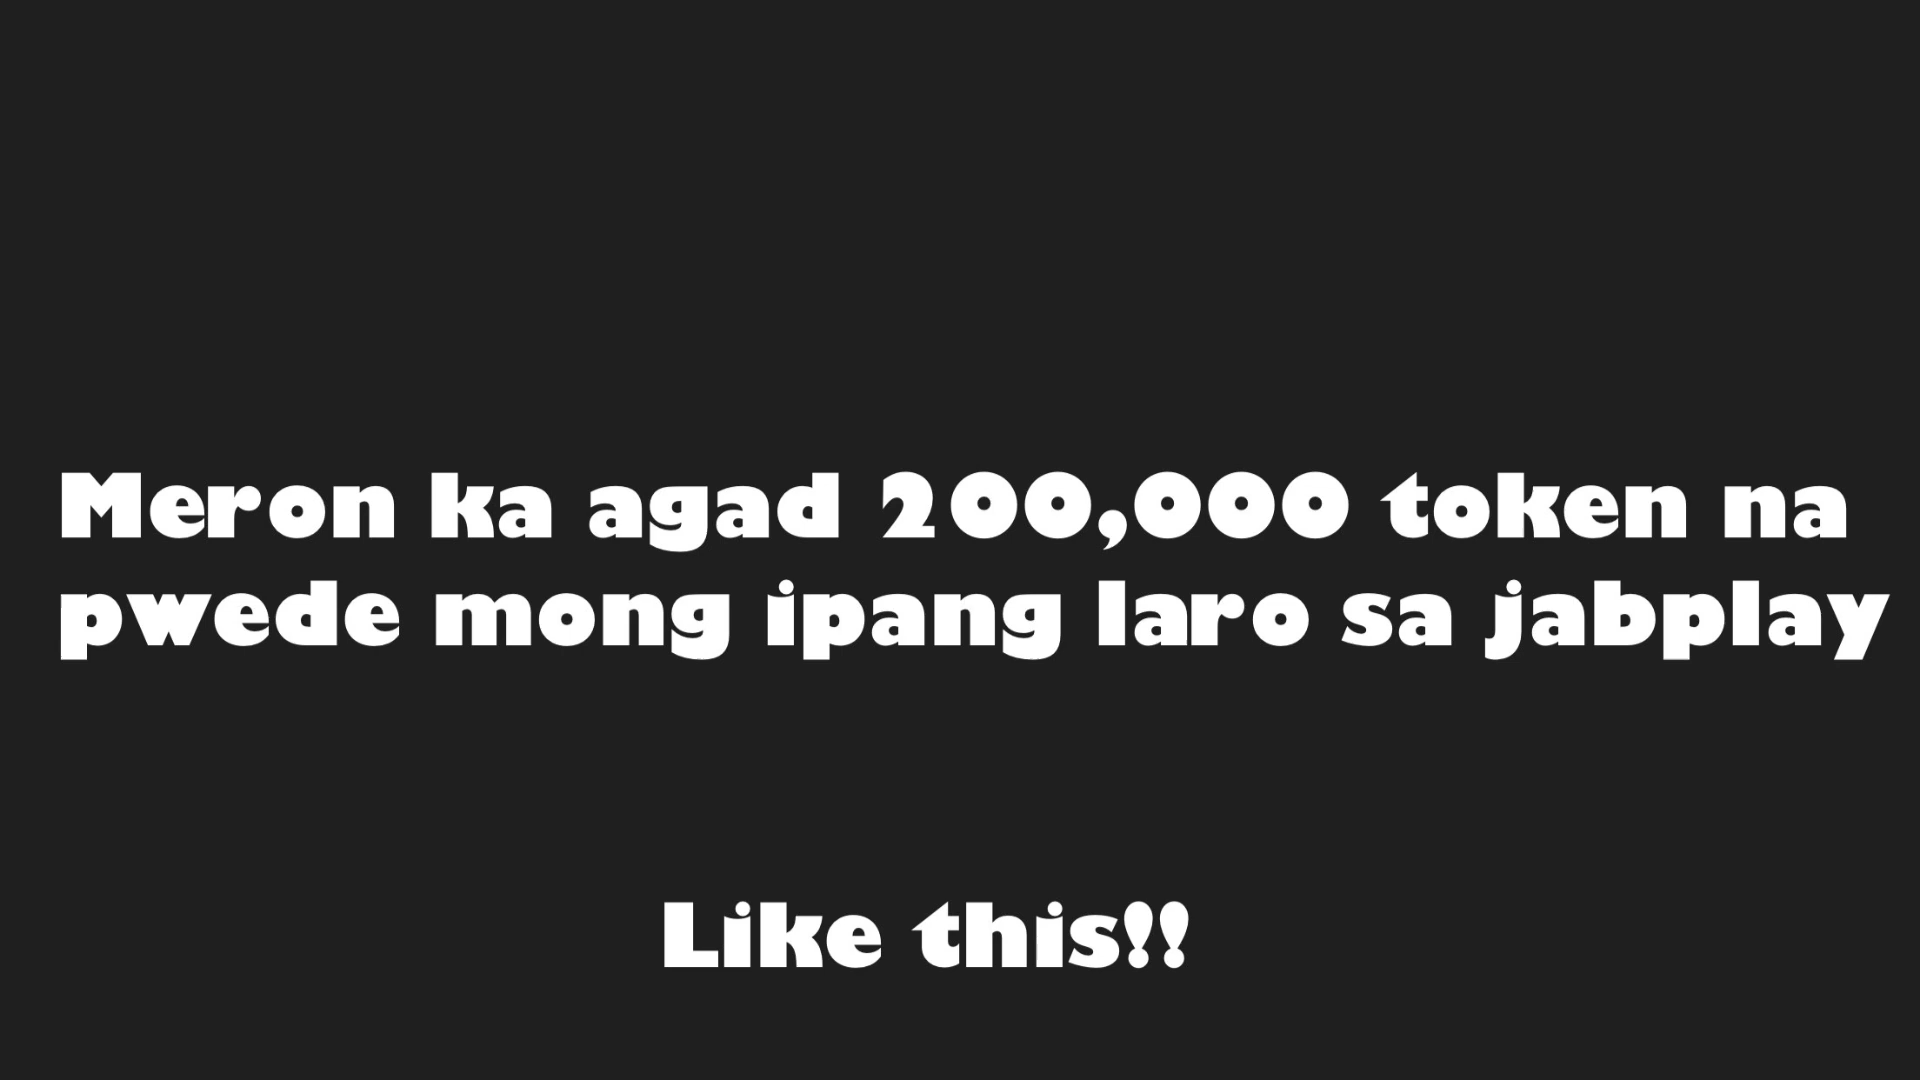 Meron ka agad 200,000 token na
pwede mong ipang laro sa jabplay
Like this!!